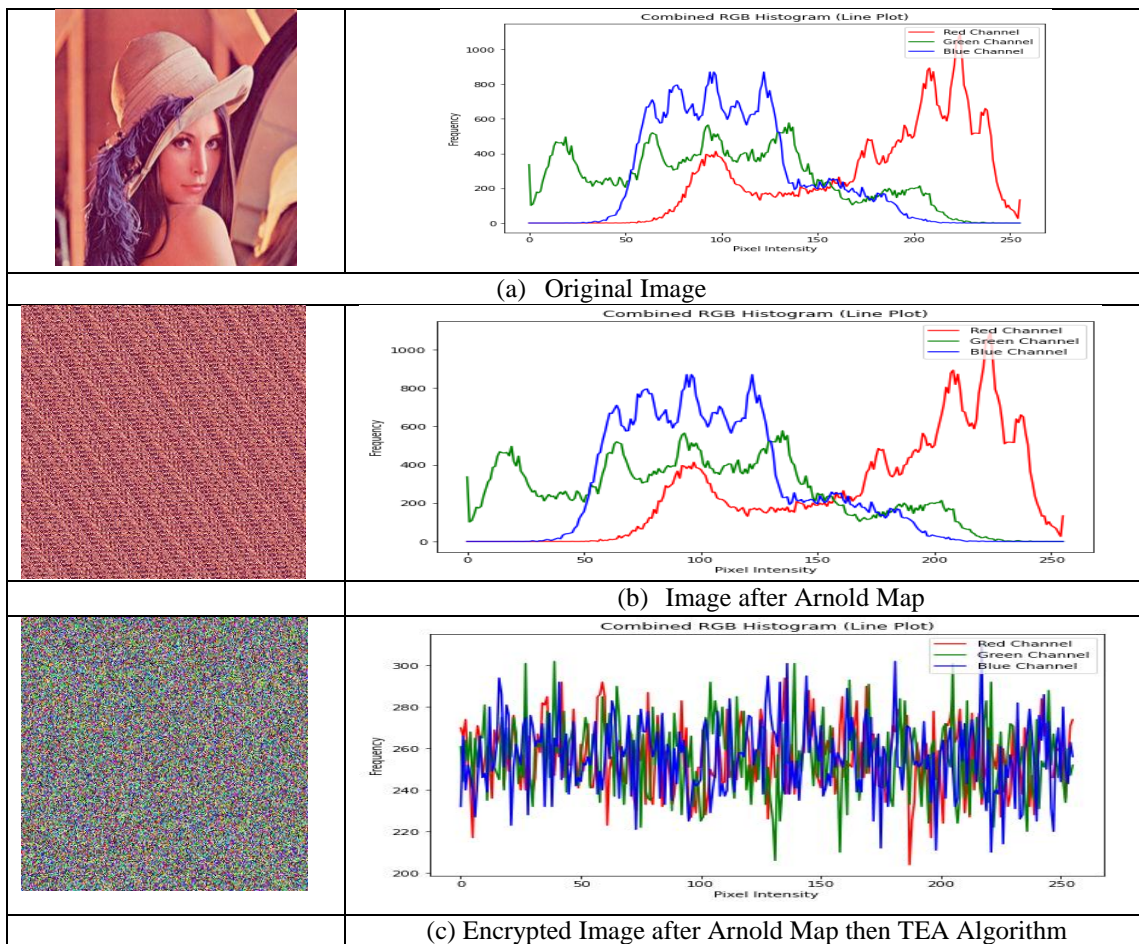 Combined RGB Histogram (Line Plot)
Red Channel
Green Channel
Blue Channel
1000
800
600
400
200
0
Frequency
0 50 100 150 200 250
Pixel Intensity
(a) Original Image
Combined RGB Histogram (Line Plot)
Red Channel
Green Channel
Blue Channel
1000
800
600
400
200
0
Frequency
0 50 100 150 200 250
Pixel Intensity
(b) Image after Arnold Map
Combined RGB Histogram (Line Plot)
Red Channel
Green Channel
Blue Channel
300
280
260
240
220
200
Frequency
0 50 100 150 200 250
Pixel Intensity
(c) Encrypted Image after Arnold Map then TEA Algorithm